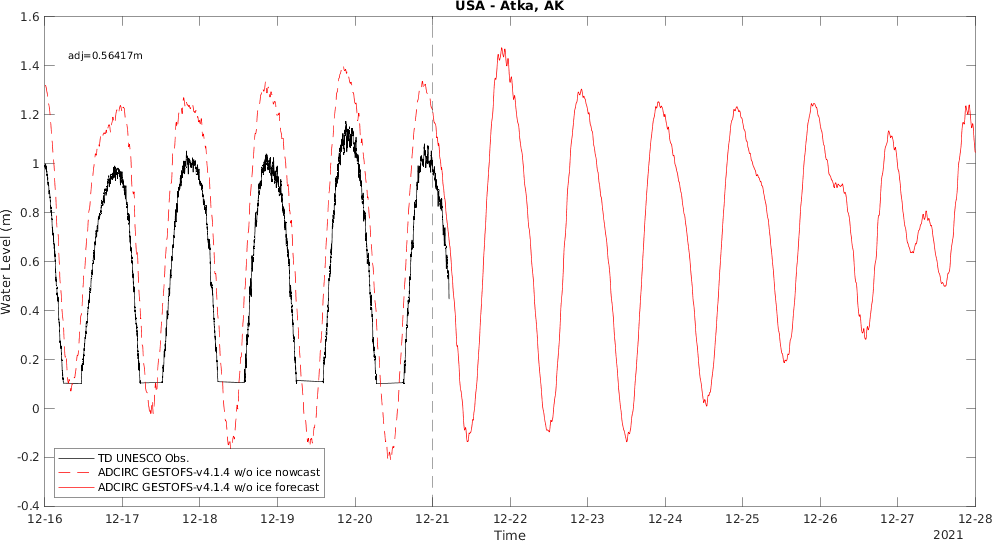 USA - Atka, AK
1.6
1.4
1.2
1
0.8
0.6
0.4
0.2
0
-0.2
-0.4
Water Level (m)
adj=0.56417m
TD UNESCO Obs.
ADCIRC GESTOFS-v4.1.4 w/o ice nowcast
ADCIRC GESTOFS-v4.1.4 w/o ice forecast
12-16 12-17 12-18 12-19 12-20 12-21 12-22 12-23 12-24 12-25 12-26 12-27 12-28
Time
2021